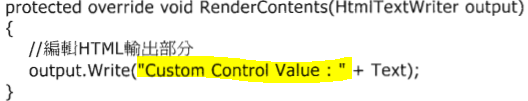 protected override void RenderContents(HtmlTextWriter output)
{
//編輯HTML輸出部分
output.Write("Custom Control Value : " + Text);
}